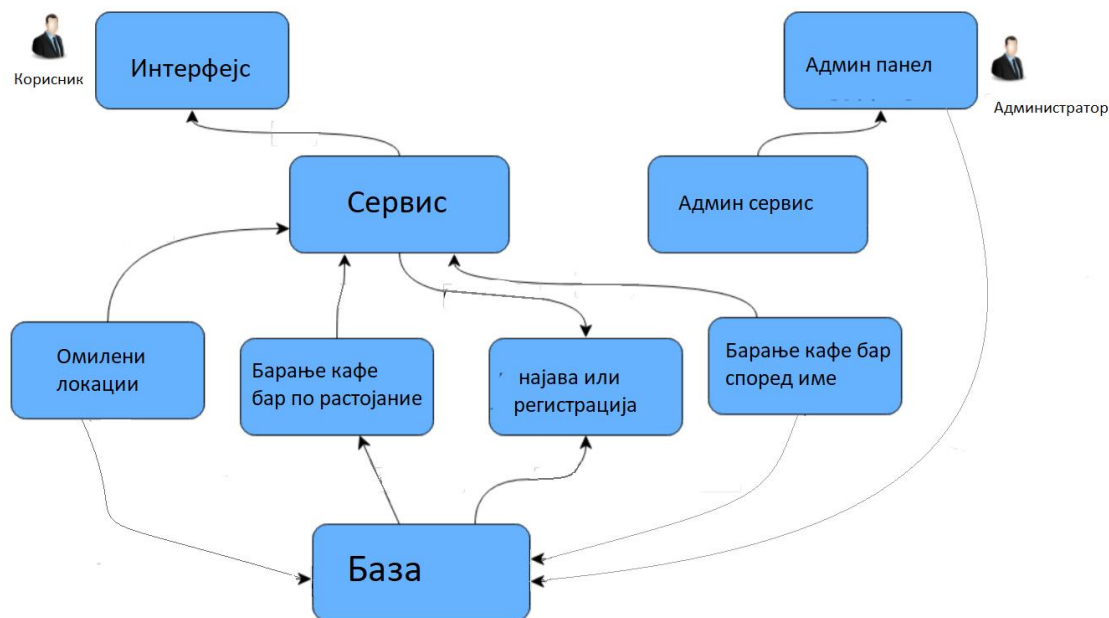 Корисник
Интерфејс
Админ панел
Администратор
Сервис
Админ сервис
Омилени
локации
Барање кафе
бар по растојание
најава или
регистрација
Барање кафе бар
според име
База